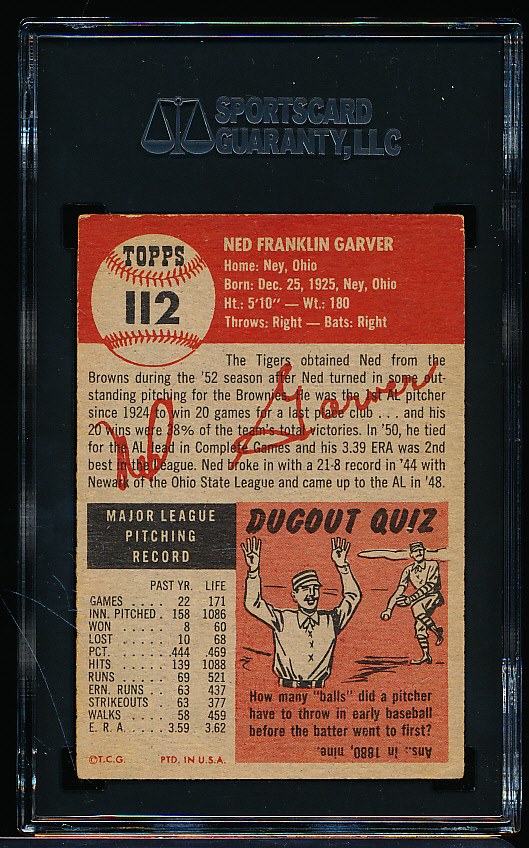 SPORTSCARD
GUARANTY, LLC
TOPPS
112
NED FRANKLIN GARVER
Home: Ney, Ohio
Born: Dec. 25, 1925, Ney, Ohio
Ht.: 5'10" — Wt.: 180
Throws: Right — Bats: Right
The Tigers obtained Ned from the
Browns during the '52 season after Ned turned in some out-
standing pitching for the Brownies. He was the 1st AL pitcher
since 1924 to win 20 games for a last place club . . . and his
20 wins were 38% of the team's total victories. In '50, he tied
for the AL lead in Complete Games and his 3.39 ERA was 2nd
best in the League. Ned broke in with a 21-8 record in '44 with
Newark of the Ohio State League and came up to the AL in '48.
Ned Garver
MAJOR LEAGUE
PITCHING
RECORD
PAST YR. LIFE
GAMES . . . . 22 171
INN. PITCHED . 158 1086
WON . . . . . 8 60
LOST . . . . . 10 68
PCT. . . . . . .444 .469
HITS . . . . . 139 1088
RUNS . . . . . 69 521
ERN. RUNS . . 63 437
STRIKEOUTS . 63 377
WALKS . . . . 58 459
E. R. A. . . . . 3.59 3.62
©T.C.G. PTD. IN U.S.A.
DUGOUT QUIZ
How many "balls" did a pitcher
have to throw in early baseball
before the batter went to first?
Ans.: In 1880, nine.